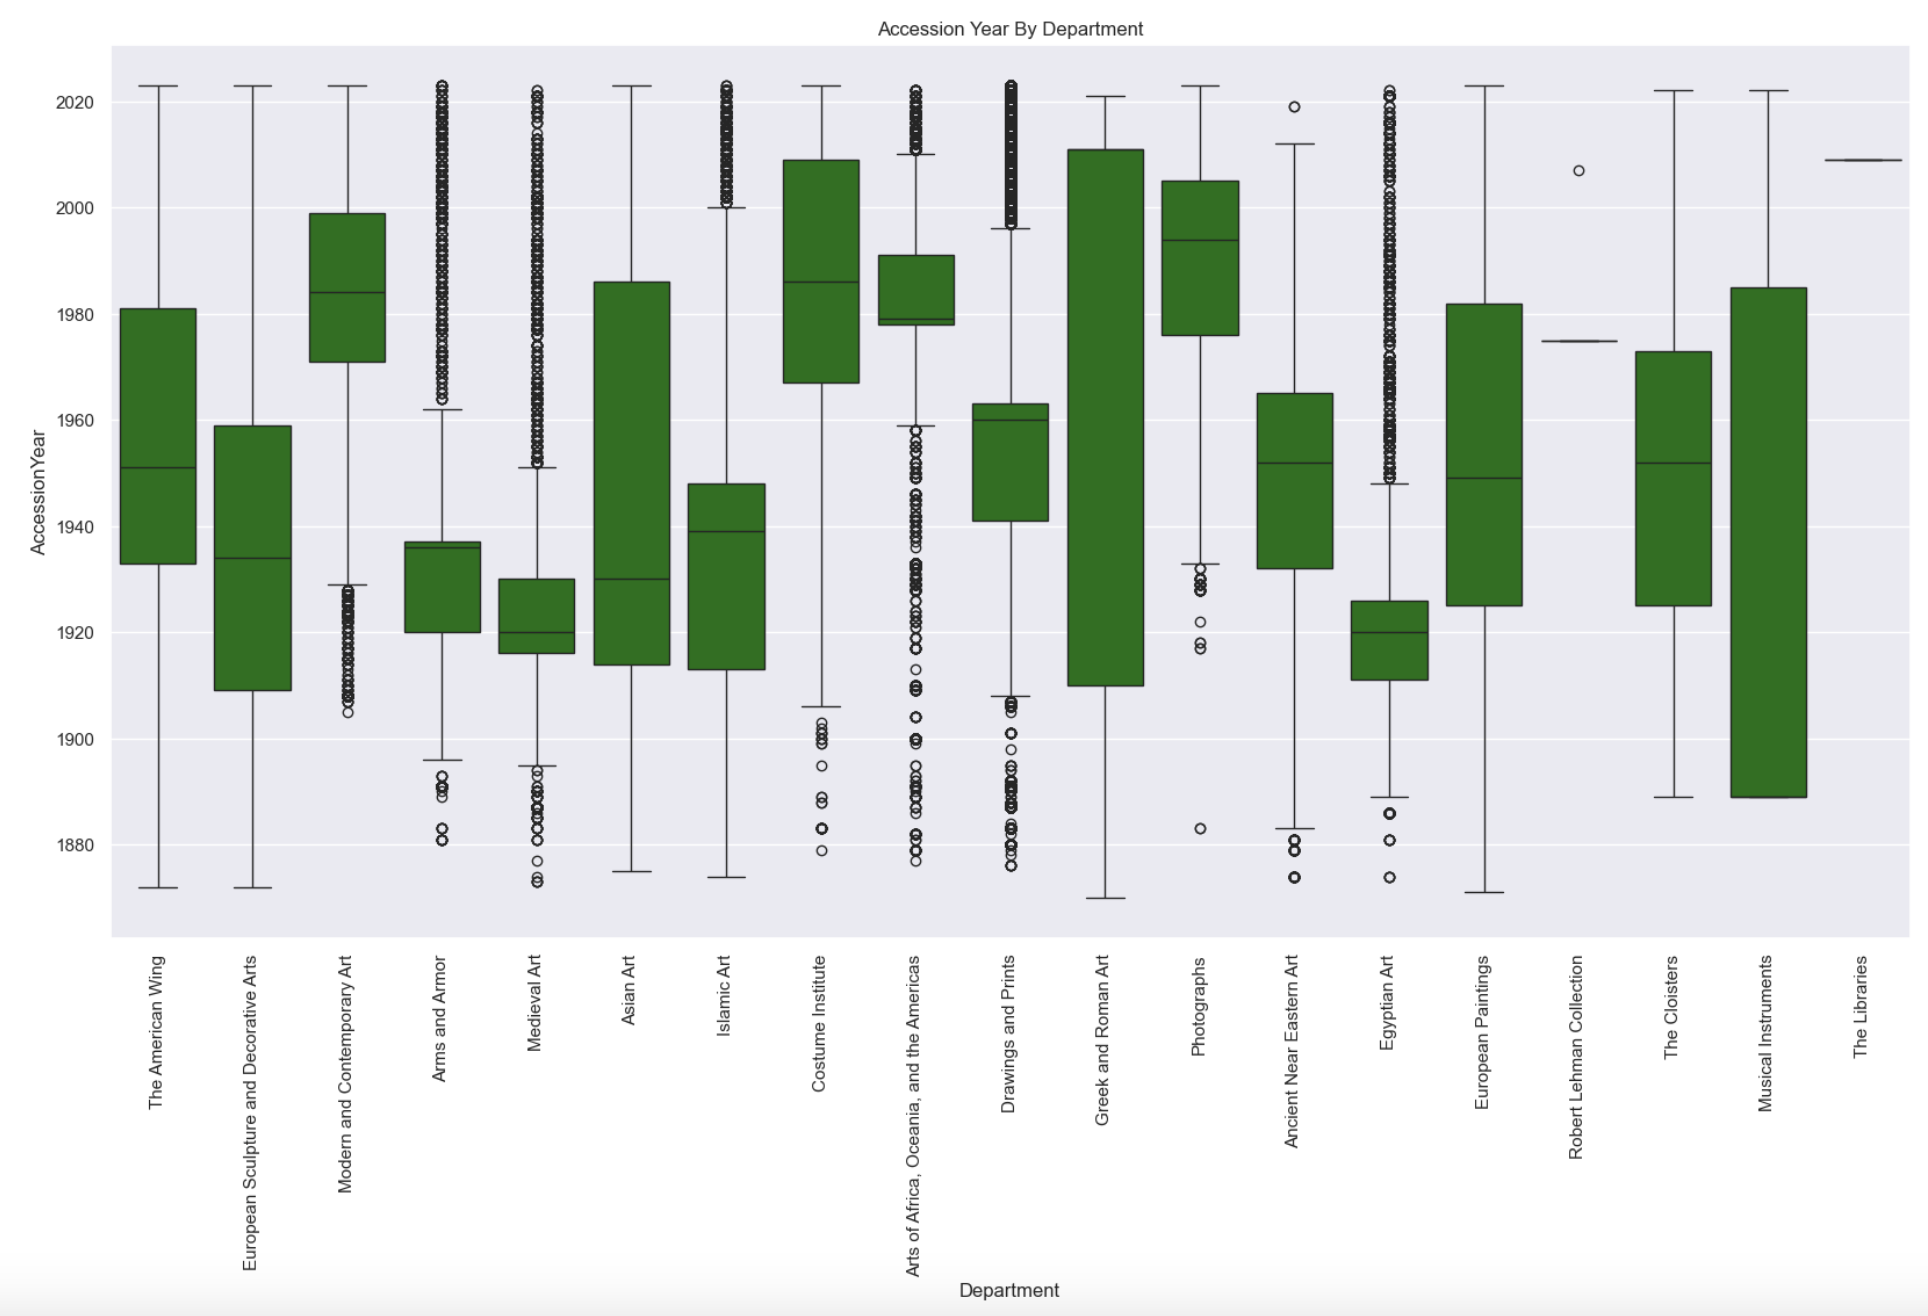 Accession Year By Department
AccessionYear
2020
2000
1980
1960
1940
1920
1900
1880
The American Wing
European Sculpture and Decorative Arts
Modern and Contemporary Art
Arms and Armor
Medieval Art
Asian Art
Islamic Art
Costume Institute
Arts of Africa, Oceania, and the Americas
Drawings and Prints
Greek and Roman Art
Photographs
Ancient Near Eastern Art
Egyptian Art
European Paintings
Robert Lehman Collection
The Cloisters
Musical Instruments
The Libraries
Department